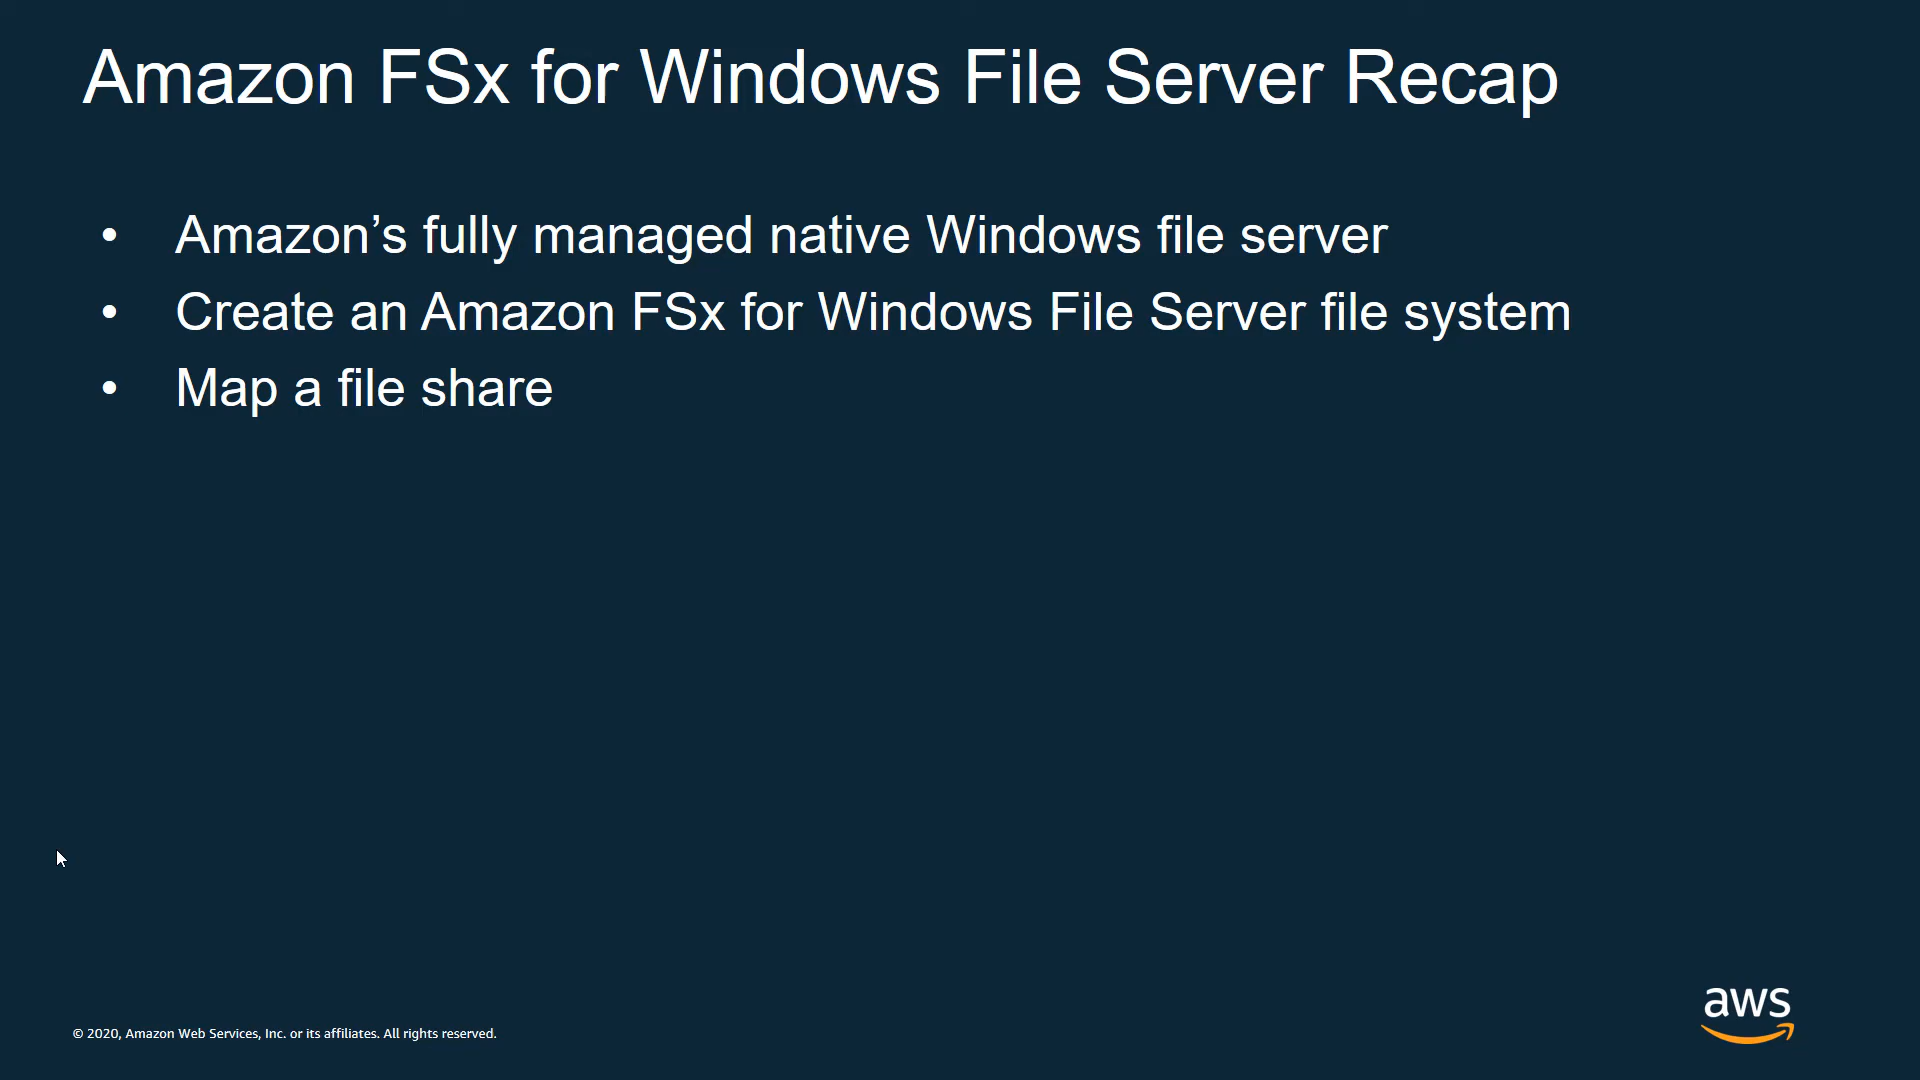 Amazon FSx for Windows File Server Recap
• Amazon’s fully managed native Windows file server
• Create an Amazon FSx for Windows File Server file system
• Map a file share
© 2020, Amazon Web Services, Inc. or its affiliates. All rights reserved.
aws